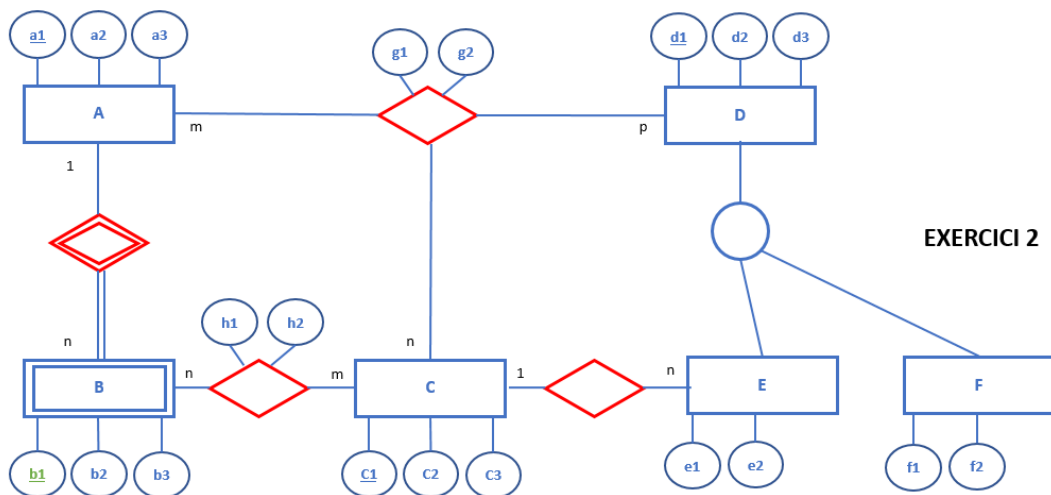 a1 a2 a3 g1 g2 d1 d2 d3
A m p D
1
EXERCICI 2
h1 h2
n n
B n m C 1 n E F
b1 b2 b3 C1 C2 C3 e1 e2 f1 f2